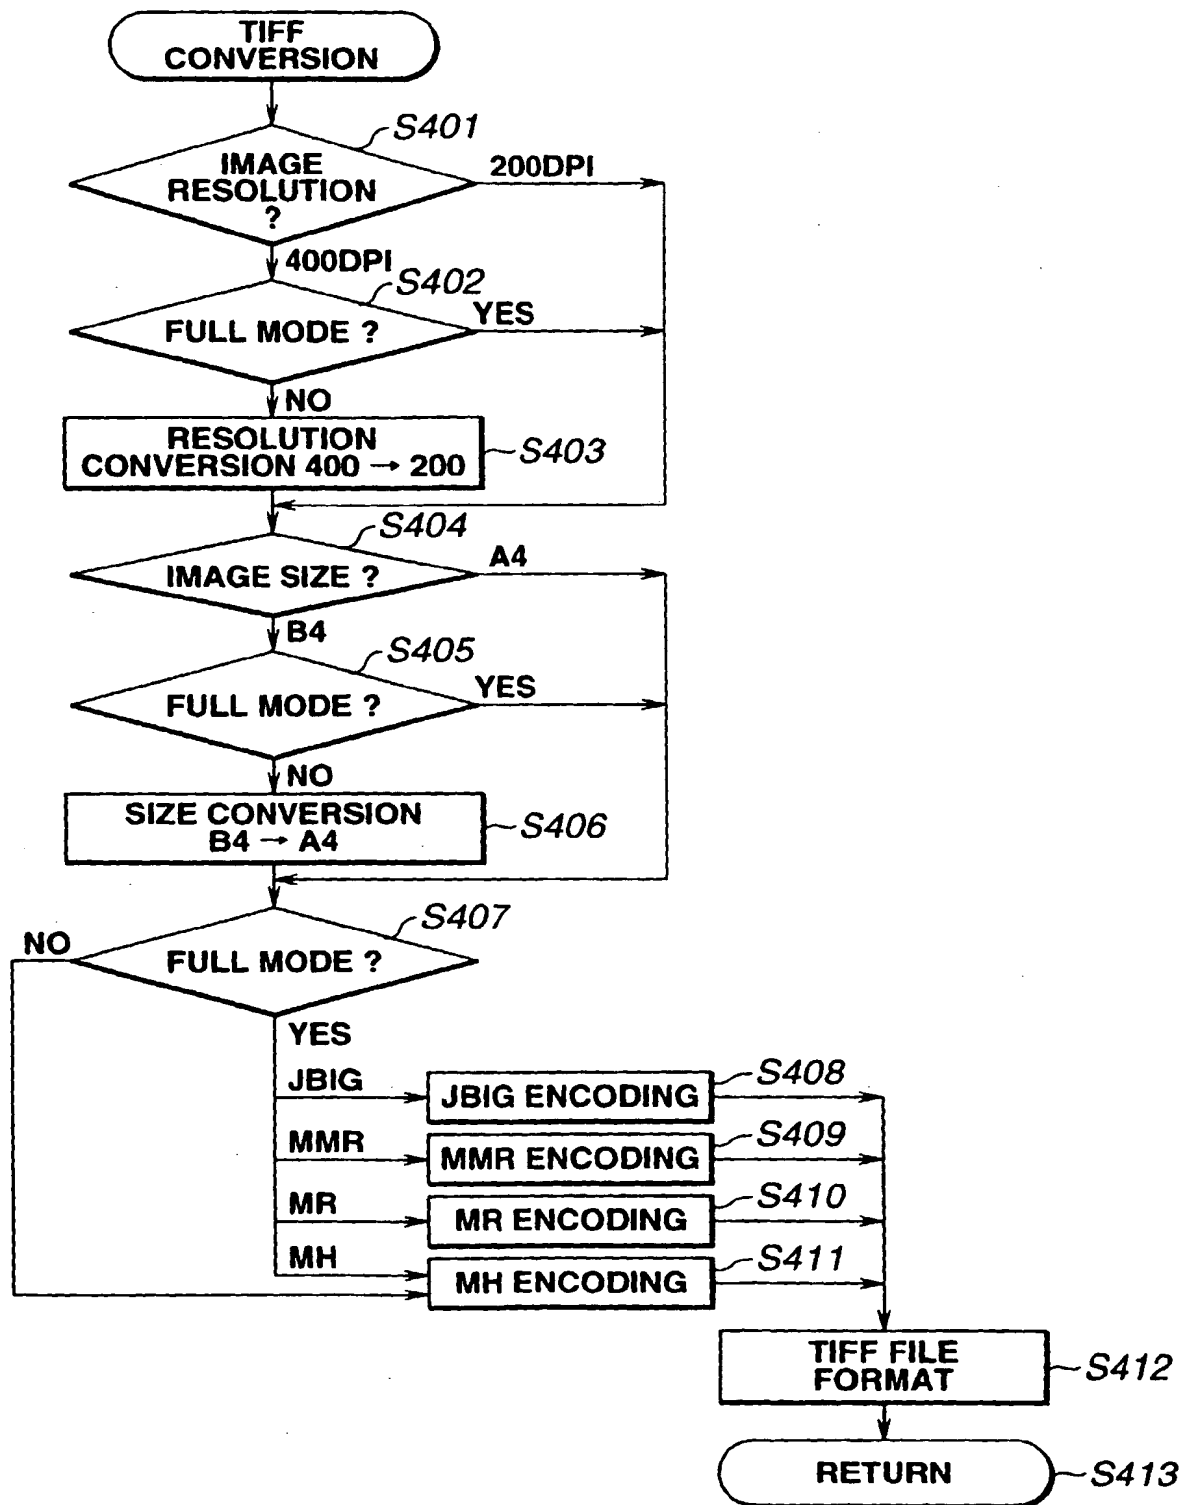 TIFF
CONVERSION
S401
IMAGE
RESOLUTION
?
200DPI
400DPI
S402
FULL MODE ?
YES
NO
RESOLUTION
CONVERSION 400 → 200
S403
S404
IMAGE SIZE ?
A4
B4
S405
FULL MODE ?
YES
NO
SIZE CONVERSION
B4 → A4
S406
S407
NO
FULL MODE ?
YES
JBIG
JBIG ENCODING
S408
MMR
MMR ENCODING
S409
MR
MR ENCODING
S410
MH
MH ENCODING
S411
TIFF FILE
FORMAT
S412
RETURN
S413